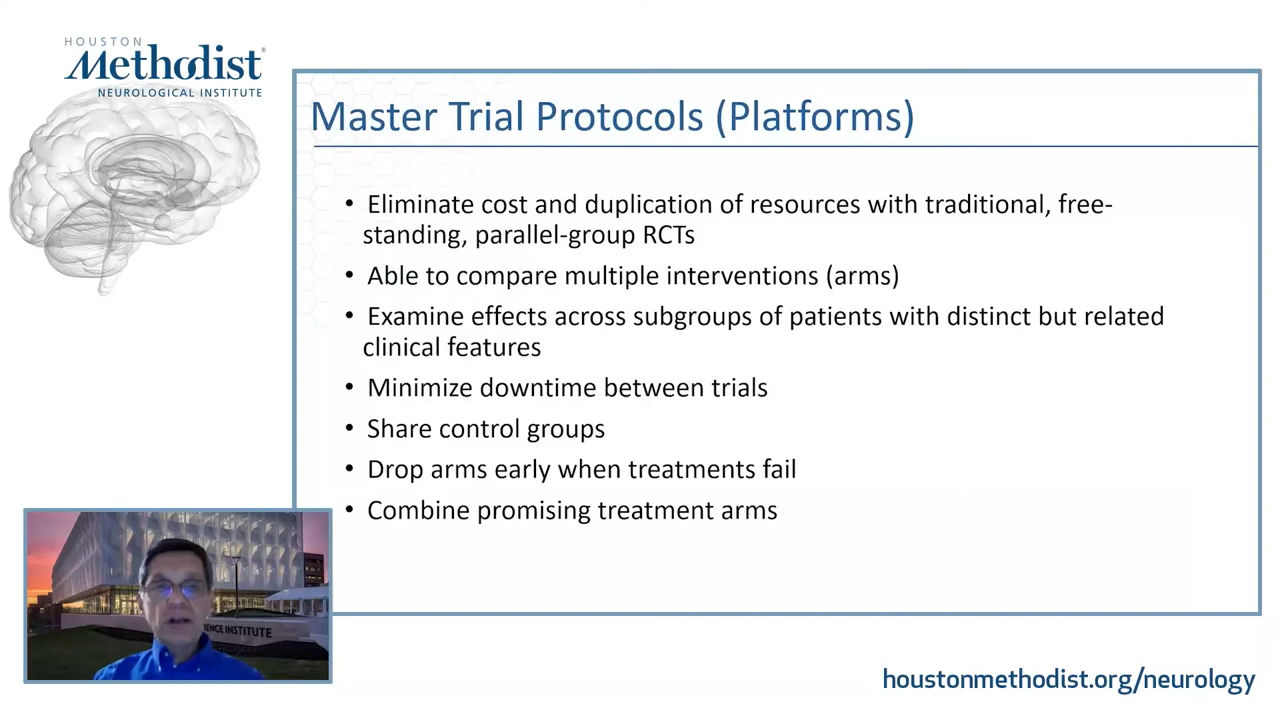 HOUSTON
Methodist®
NEUROLOGICAL INSTITUTE
Master Trial Protocols (Platforms)
• Eliminate cost and duplication of resources with traditional, free-
standing, parallel-group RCTs
• Able to compare multiple interventions (arms)
• Examine effects across subgroups of patients with distinct but related
clinical features
• Minimize downtime between trials
• Share control groups
• Drop arms early when treatments fail
• Combine promising treatment arms
IENCE INSTITUTE
houstonmethodist.org/neurology